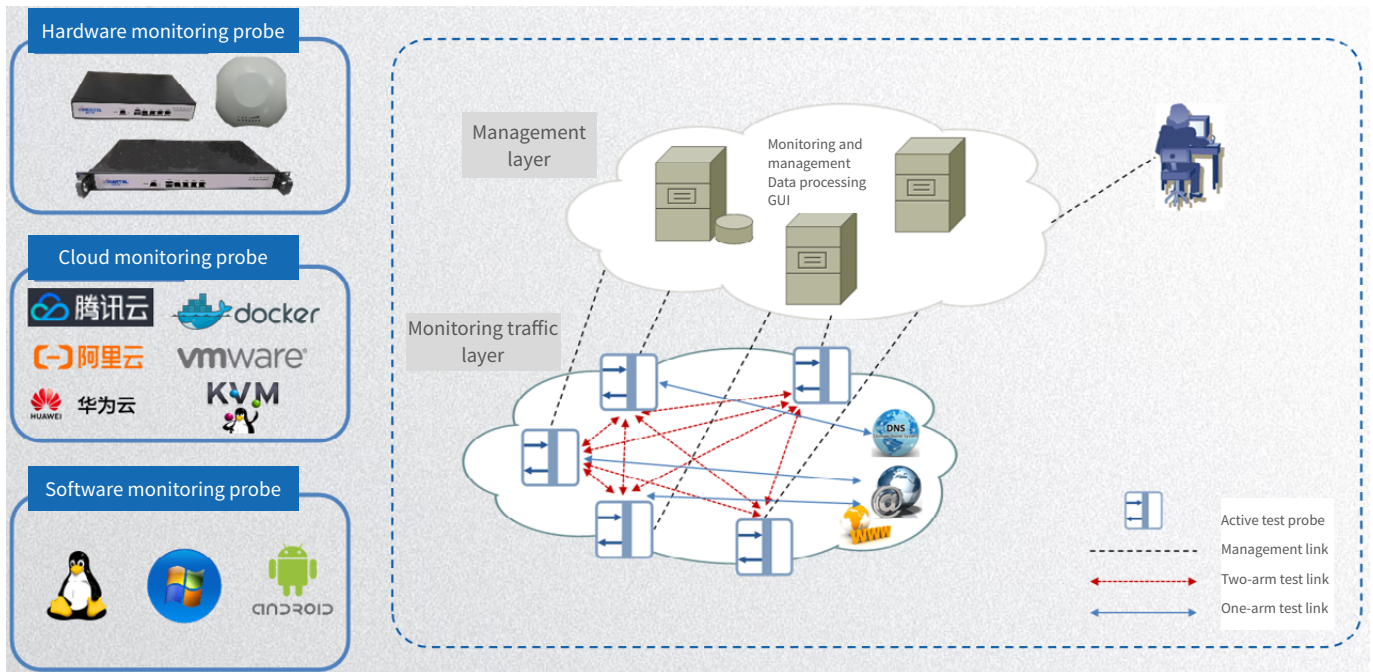 Hardware monitoring probe
Cloud monitoring probe
腾讯云
docker
阿里云
vmware®
HUAWEI
华为云
KVM
Software monitoring probe
android
Management
layer
Monitoring and
management
Data processing
GUI
Monitoring traffic
layer
DNS
@
WWW
Active test probe
Management link
Two-arm test link
One-arm test link